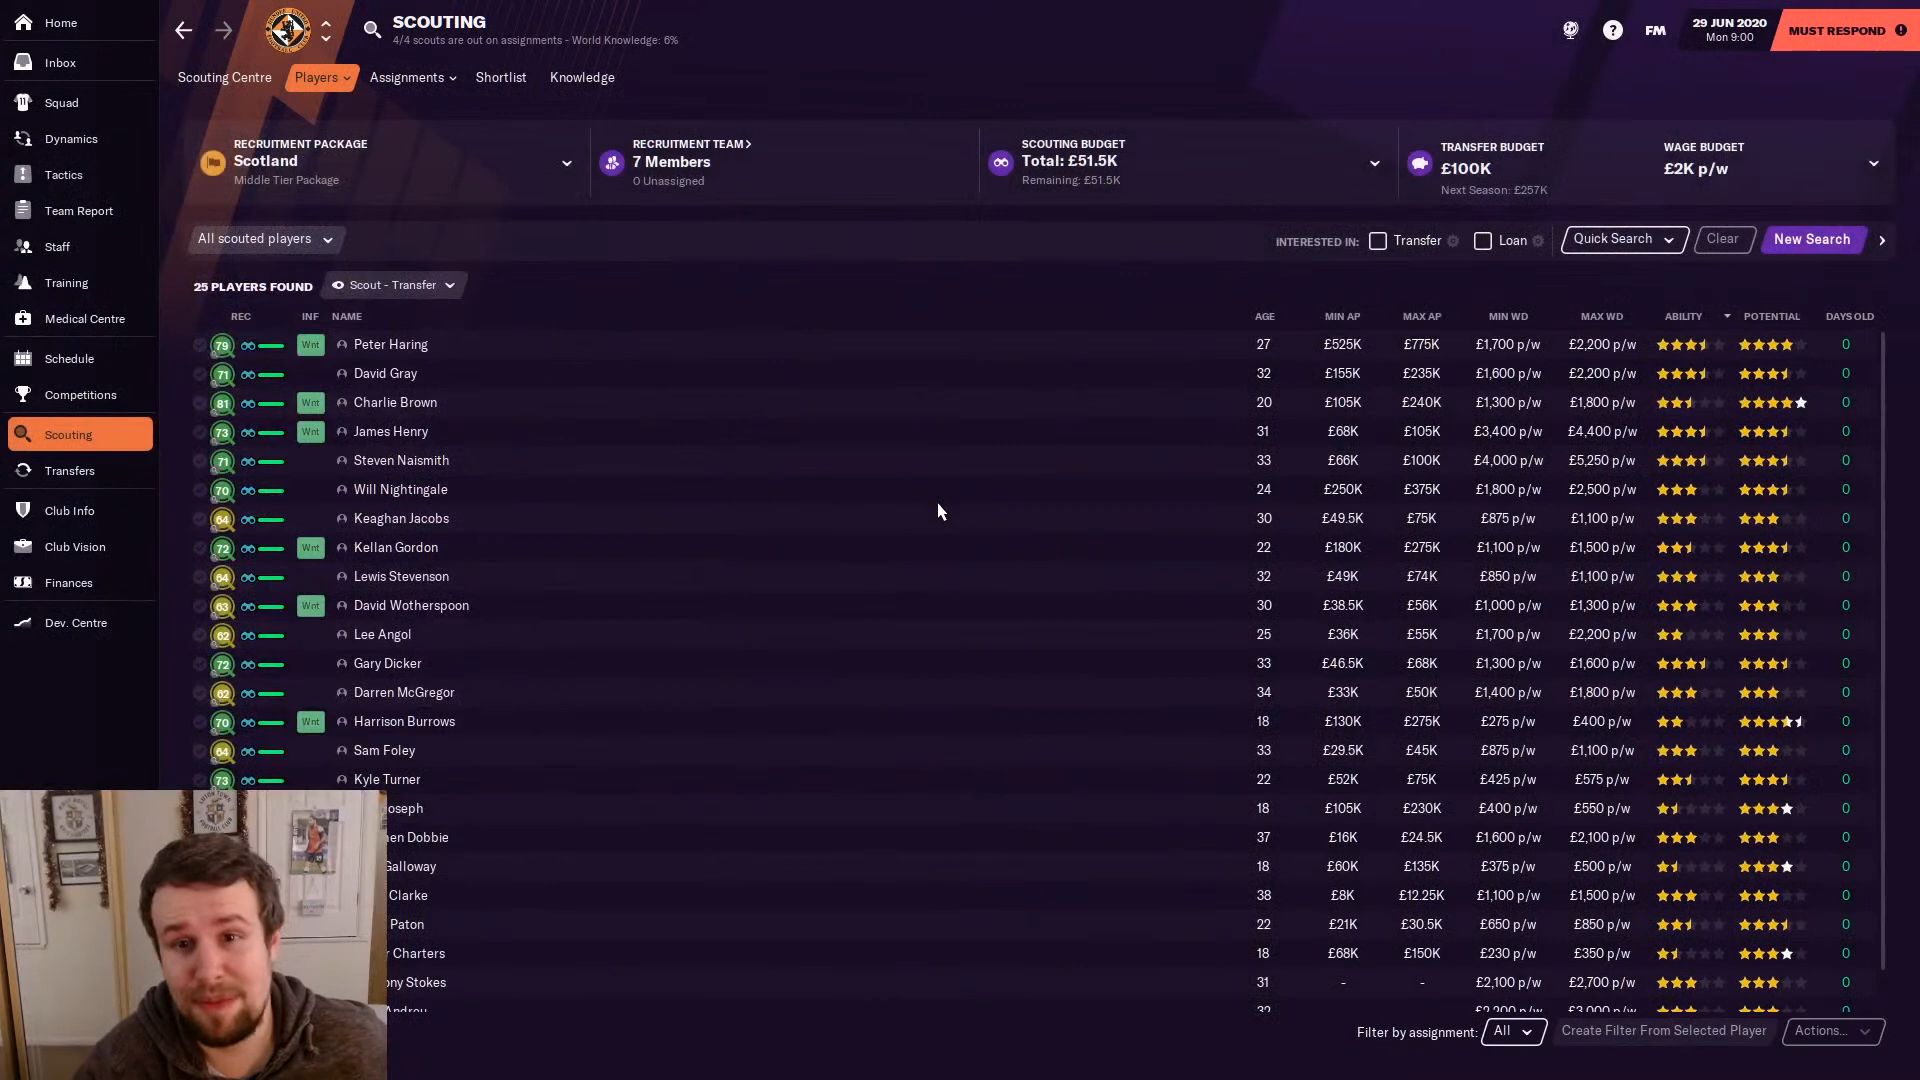 Home
Inbox
Squad
Dynamics
Tactics
Team Report
Staff
Training
Medical Centre
Schedule
Competitions
Scouting
Transfers
Club Info
Club Vision
Finances
Dev. Centre
SCOUTING
4/4 scouts are out on assignments - World Knowledge: 6%
FM
29 JUN 2020
Mon 9:00
MUST RESPOND
Scouting Centre Players Assignments Shortlist Knowledge
RECRUITMENT PACKAGE
Scotland
Middle Tier Package
RECRUITMENT TEAM
7 Members
0 Unassigned
SCOUTING BUDGET
Total: £51.5K
Remaining: £51.5K
TRANSFER BUDGET
£100K
Next Season: £257K
WAGE BUDGET
£2K p/w
All scouted players
INTERESTED IN: Transfer Loan Quick Search Clear New Search
25 PLAYERS FOUND Scout - Transfer
REC INF NAME AGE MIN AP MAX AP MIN WD MAX WD ABILITY POTENTIAL DAYS OLD
79 Wnt Peter Haring 27 £525K £775K £1,700 p/w £2,200 p/w 0
71 David Gray 32 £155K £235K £1,600 p/w £2,200 p/w 0
81 Wnt Charlie Brown 20 £105K £240K £1,300 p/w £1,800 p/w 0
73 Wnt James Henry 31 £68K £105K £3,400 p/w £4,400 p/w 0
71 Steven Naismith 33 £66K £100K £4,000 p/w £5,250 p/w 0
70 Will Nightingale 24 £250K £375K £1,800 p/w £2,500 p/w 0
64 Keaghan Jacobs 30 £49.5K £75K £875 p/w £1,100 p/w 0
72 Wnt Kellan Gordon 22 £180K £275K £1,100 p/w £1,500 p/w 0
64 Lewis Stevenson 32 £49K £74K £850 p/w £1,100 p/w 0
63 Wnt David Wotherspoon 30 £38.5K £56K £1,000 p/w £1,300 p/w 0
62 Lee Angol 25 £36K £55K £1,700 p/w £2,200 p/w 0
72 Gary Dicker 33 £46.5K £68K £1,300 p/w £1,600 p/w 0
62 Darren McGregor 34 £33K £50K £1,400 p/w £1,800 p/w 0
70 Wnt Harrison Burrows 18 £130K £275K £275 p/w £400 p/w 0
64 Sam Foley 33 £29.5K £45K £875 p/w £1,100 p/w 0
73 Kyle Turner 22 £52K £75K £425 p/w £575 p/w 0
oseph 18 £105K £230K £400 p/w £550 p/w 0
hen Dobbie 37 £16K £24.5K £1,600 p/w £2,100 p/w 0
Galloway 18 £60K £135K £375 p/w £500 p/w 0
Clarke 38 £8K £12.25K £1,100 p/w £1,500 p/w 0
Paton 22 £21K £30.5K £650 p/w £850 p/w 0
r Charters 18 £68K £150K £230 p/w £350 p/w 0
ony Stokes 31 - - £2,100 p/w £2,700 p/w 0
Filter by assignment: All Create Filter From Selected Player Actions...